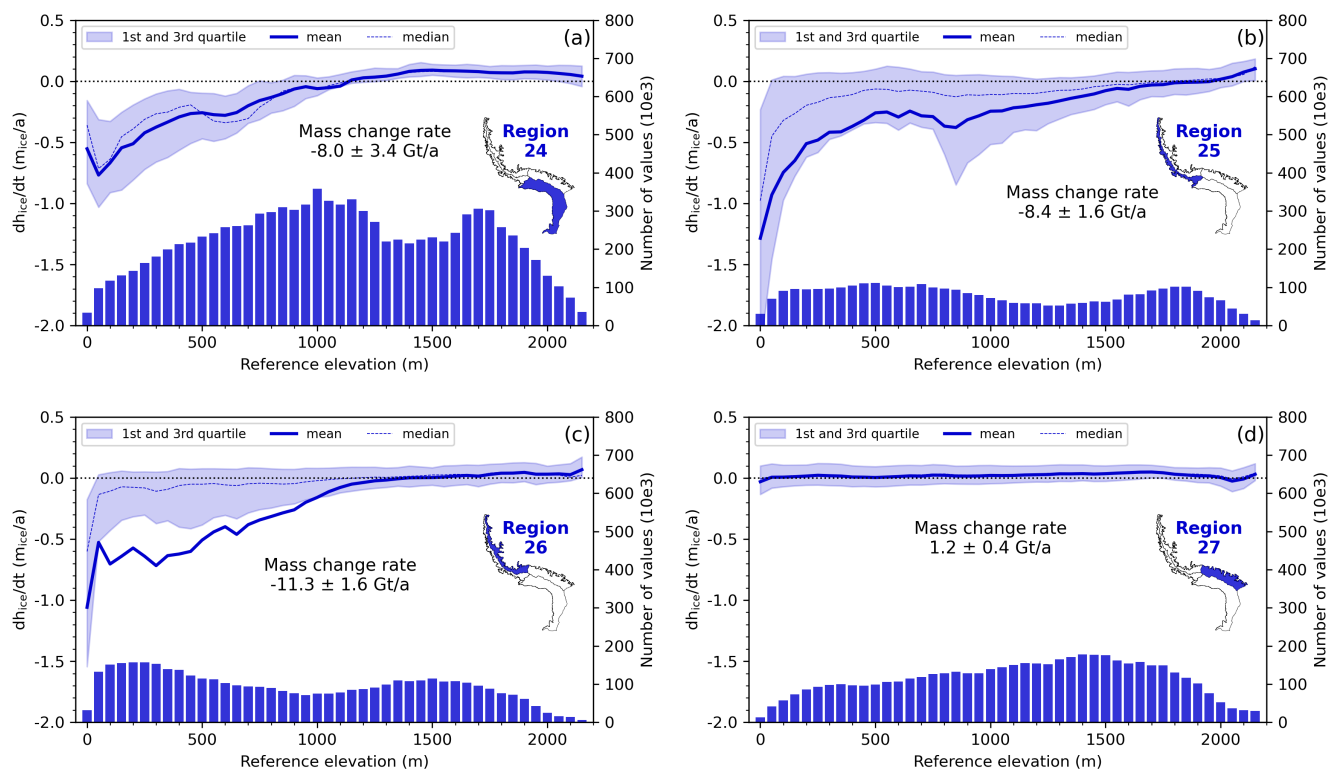 1st and 3rd quartile mean median (a)
0.5
0.0
-0.5
-1.0
-1.5
-2.0
dh_ice/dt (m_ice/a)
Mass change rate
-8.0 ± 3.4 Gt/a
Region
24
800
700
600
500
400
300
200
100
0
Number of values (10e3)
0 500 1000 1500 2000
Reference elevation (m)
1st and 3rd quartile mean median (b)
0.5
0.0
-0.5
-1.0
-1.5
-2.0
dh_ice/dt (m_ice/a)
Region
25
Mass change rate
-8.4 ± 1.6 Gt/a
800
700
600
500
400
300
200
100
0
Number of values (10e3)
0 500 1000 1500 2000
Reference elevation (m)
1st and 3rd quartile mean median (c)
0.5
0.0
-0.5
-1.0
-1.5
-2.0
dh_ice/dt (m_ice/a)
Region
26
Mass change rate
-11.3 ± 1.6 Gt/a
800
700
600
500
400
300
200
100
0
Number of values (10e3)
0 500 1000 1500 2000
Reference elevation (m)
1st and 3rd quartile mean median (d)
0.5
0.0
-0.5
-1.0
-1.5
-2.0
dh_ice/dt (m_ice/a)
Mass change rate
1.2 ± 0.4 Gt/a
Region
27
800
700
600
500
400
300
200
100
0
Number of values (10e3)
0 500 1000 1500 2000
Reference elevation (m)